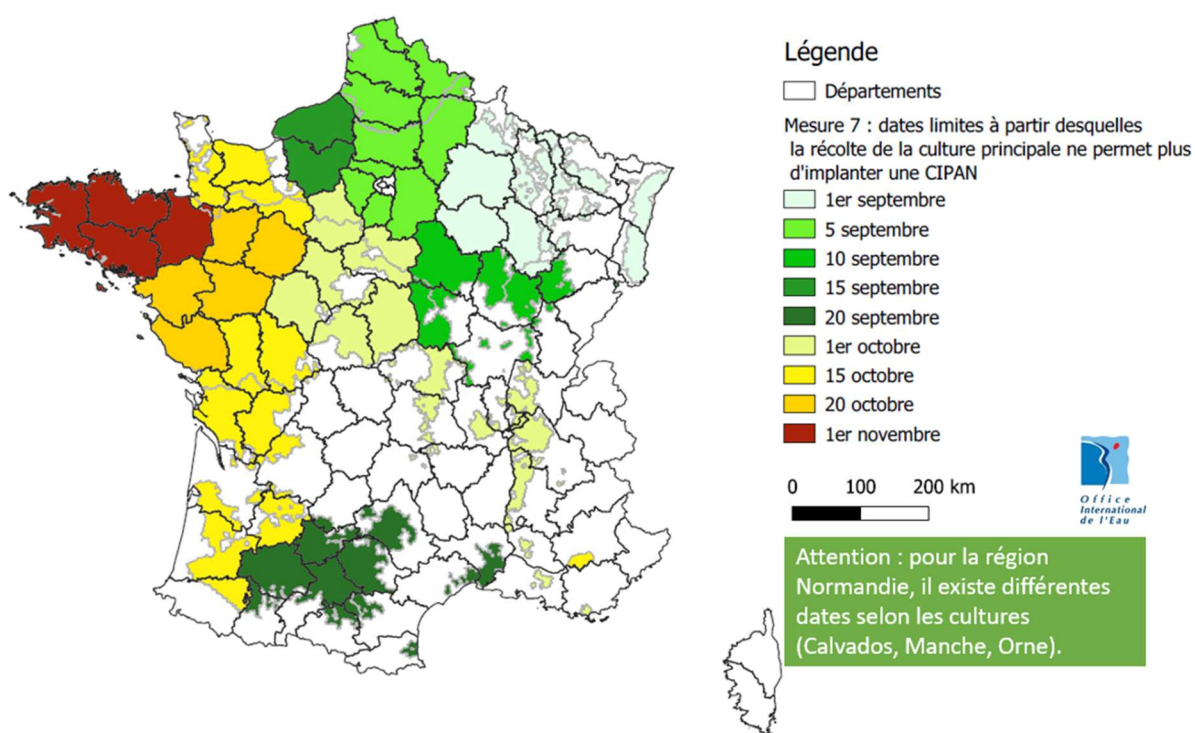 Légende
Départements
Mesure 7 : dates limites à partir desquelles
la récolte de la culture principale ne permet plus
d'implanter une CIPAN
1er septembre
5 septembre
10 septembre
15 septembre
20 septembre
1er octobre
15 octobre
20 octobre
1er novembre
0 100 200 km
Office
International
de l'Eau
Attention : pour la région
Normandie, il existe différentes
dates selon les cultures
(Calvados, Manche, Orne).